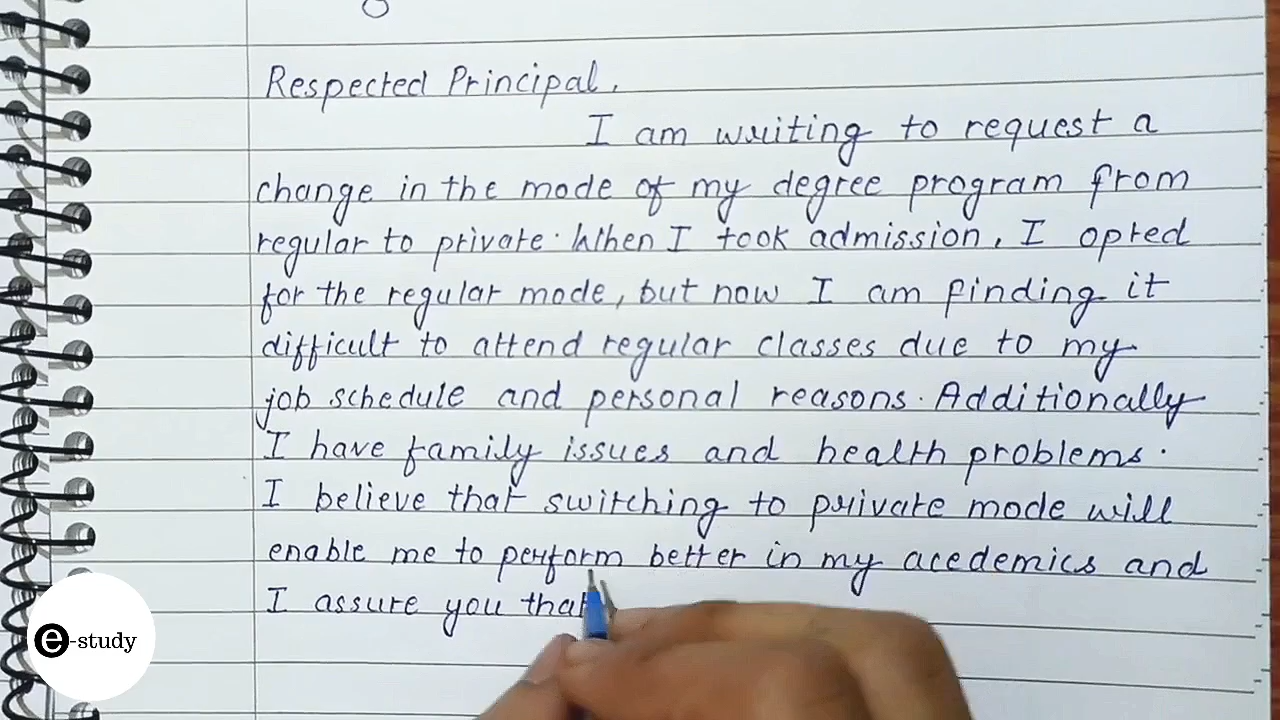 Respected Principal,
I am writing to request a
change in the mode of my degree program from
regular to private. When I took admission, I opted
for the regular mode, but now I am finding it
difficult to attend regular classes due to my
job schedule and personal reasons. Additionally
I have family issues and health problems.
I believe that switching to private mode will
enable me to perform better in my acedemics and
I assure you that
e-study